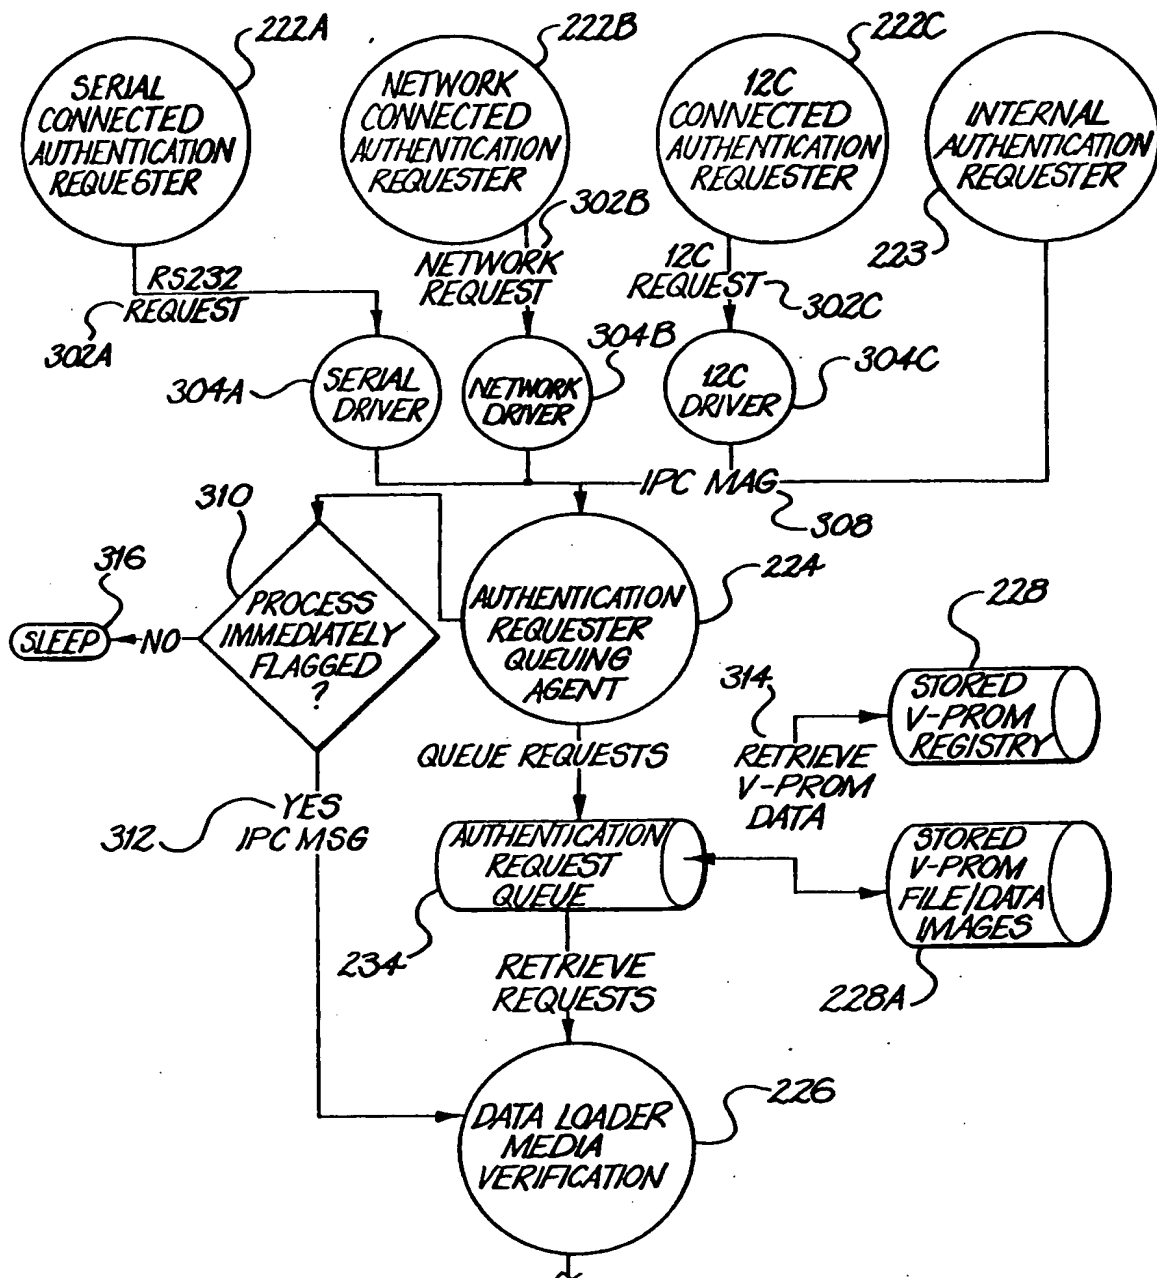 222A
222B
222C
SERIAL
CONNECTED
AUTHENTICATION
REQUESTER
NETWORK
CONNECTED
AUTHENTICATION
REQUESTER
12C
CONNECTED
AUTHENTICATION
REQUESTER
INTERNAL
AUTHENTICATION
REQUESTER
223
RS232
REQUEST
302A
NETWORK
REQUEST
302B
12C
REQUEST
302C
304A
SERIAL
DRIVER
304B
NETWORK
DRIVER
12C
DRIVER
304C
IPC MAG
308
310
316
SLEEP
NO
PROCESS
IMMEDIATELY
FLAGGED
?
AUTHENTICATION
REQUESTER
QUEUING
AGENT
224
228
STORED
V-PROM
REGISTRY
314
RETRIEVE
V-PROM
DATA
QUEUE REQUESTS
312
YES
IPC MSG
AUTHENTICATION
REQUEST
QUEUE
234
STORED
V-PROM
FILE/DATA
IMAGES
228A
RETRIEVE
REQUESTS
DATA LOADER
MEDIA
VERIFICATION
226